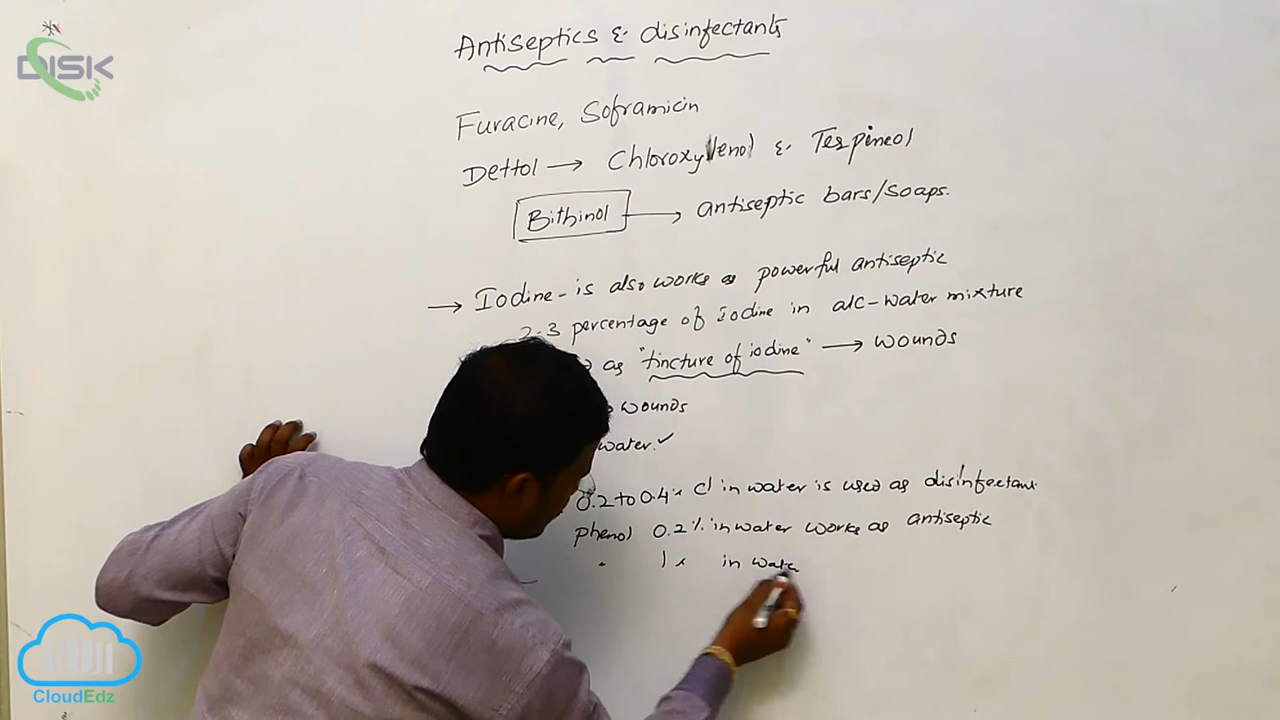 DISK
Antiseptics & disinfectants
Furacine, Soframicin
Dettol → Chloroxylenol & Terpineol
Bithinol → antiseptic bars/soaps.
→ Iodine - is also works as powerful antiseptic
2-3 percentage of Iodine in alc-water mixture
as "tincture of iodine" → wounds
wounds
water. ✓
0.2 to 0.4% Cl in water is used as disinfectant
phenol 0.2% in water works as antiseptic
" 1% in water
CloudEdz